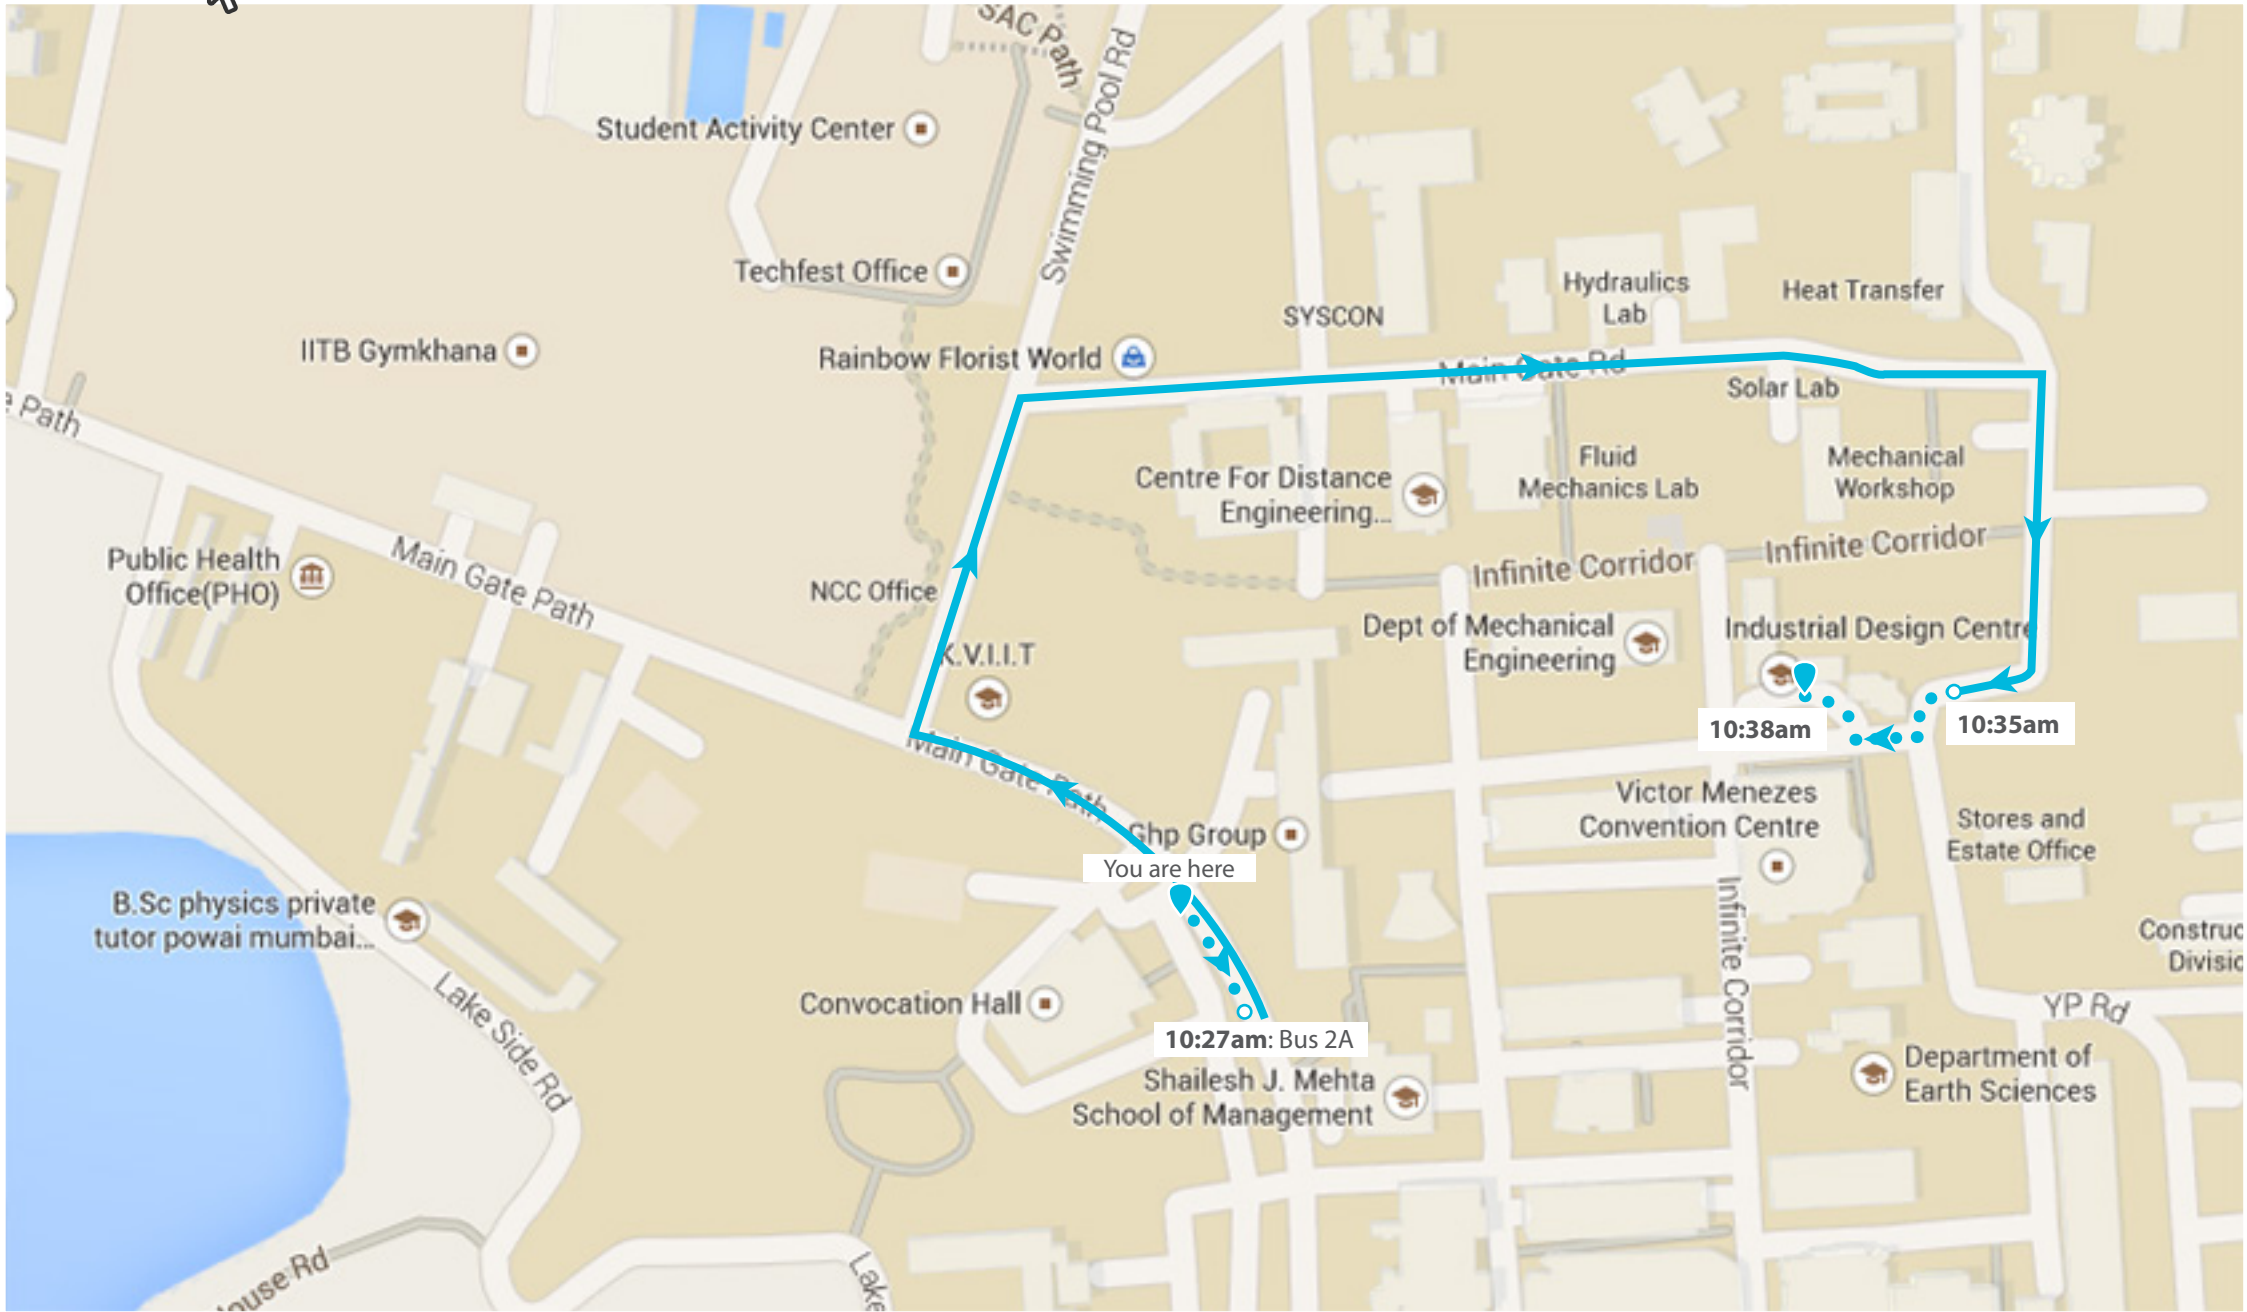 SAC Path
Swimming Pool Rd
Student Activity Center
Techfest Office
Hydraulics
Lab
Heat Transfer
SYSCON
IITB Gymkhana
Rainbow Florist World
Main Gate Rd
Solar Lab
Path
Centre For Distance
Engineering...
Fluid
Mechanics Lab
Mechanical
Workshop
Public Health
Office(PHO)
Main Gate Path
NCC Office
Infinite Corridor
Infinite Corridor
K.V.I.I.T
Dept of Mechanical
Engineering
Industrial Design Centre
10:38am
10:35am
Main Gate Path
Ghp Group
Victor Menezes
Convention Centre
Stores and
Estate Office
You are here
B.Sc physics private
tutor powai mumbai...
Infinite Corridor
Lake Side Rd
Convocation Hall
10:27am: Bus 2A
YP Rd
Shailesh J. Mehta
School of Management
Department of
Earth Sciences
Rd
Lake